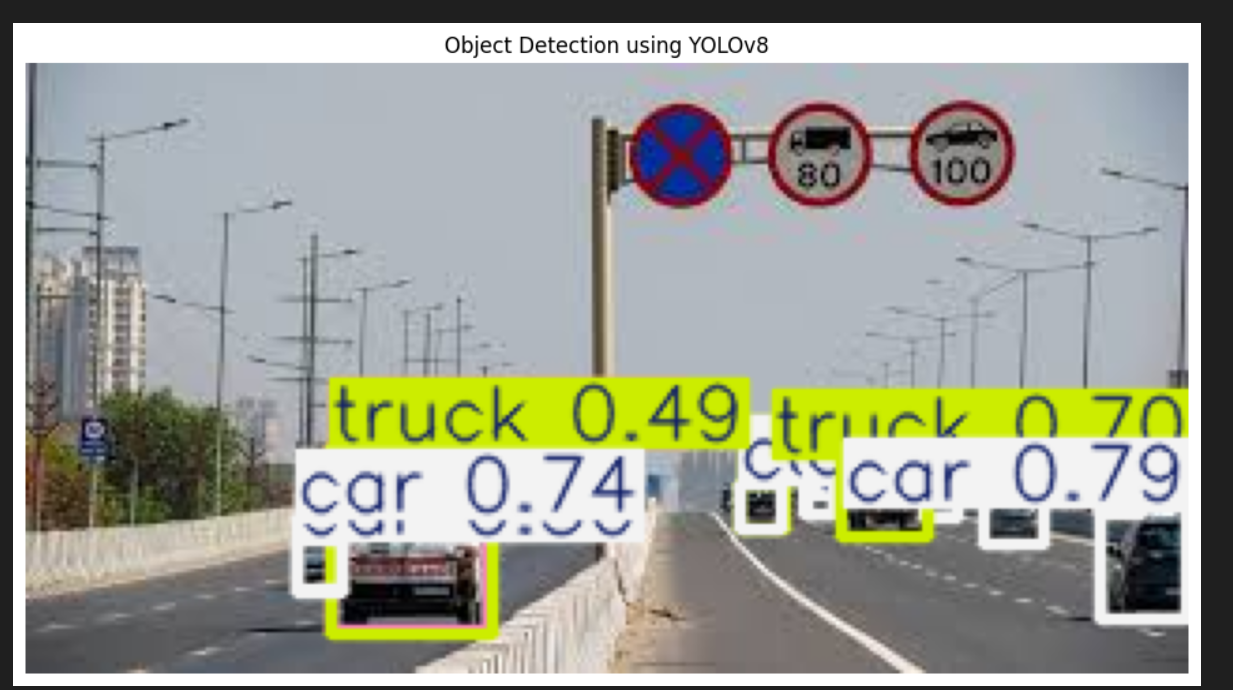 Object Detection using YOLOv8
80
100
truck 0.49
truck 0.70
car 0.74
car 0.79